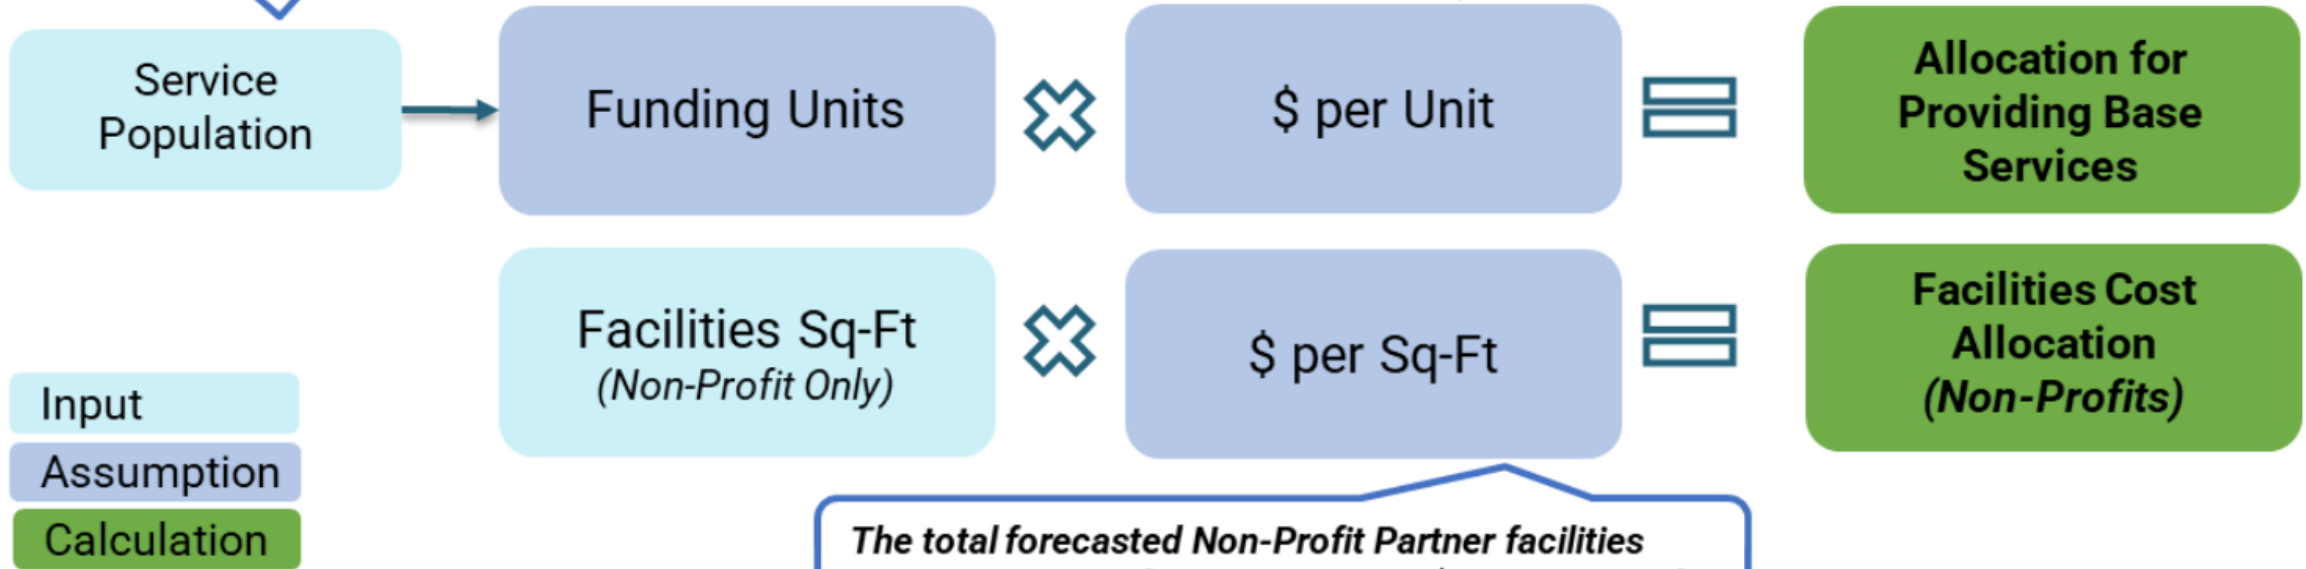 Service
Population
Funding Units
$ per Unit
Allocation for
Providing Base
Services
Facilities Sq-Ft
(Non-Profit Only)
$ per Sq-Ft
Facilities Cost
Allocation
(Non-Profits)
Input
Assumption
Calculation
The total forecasted Non-Profit Partner facilities